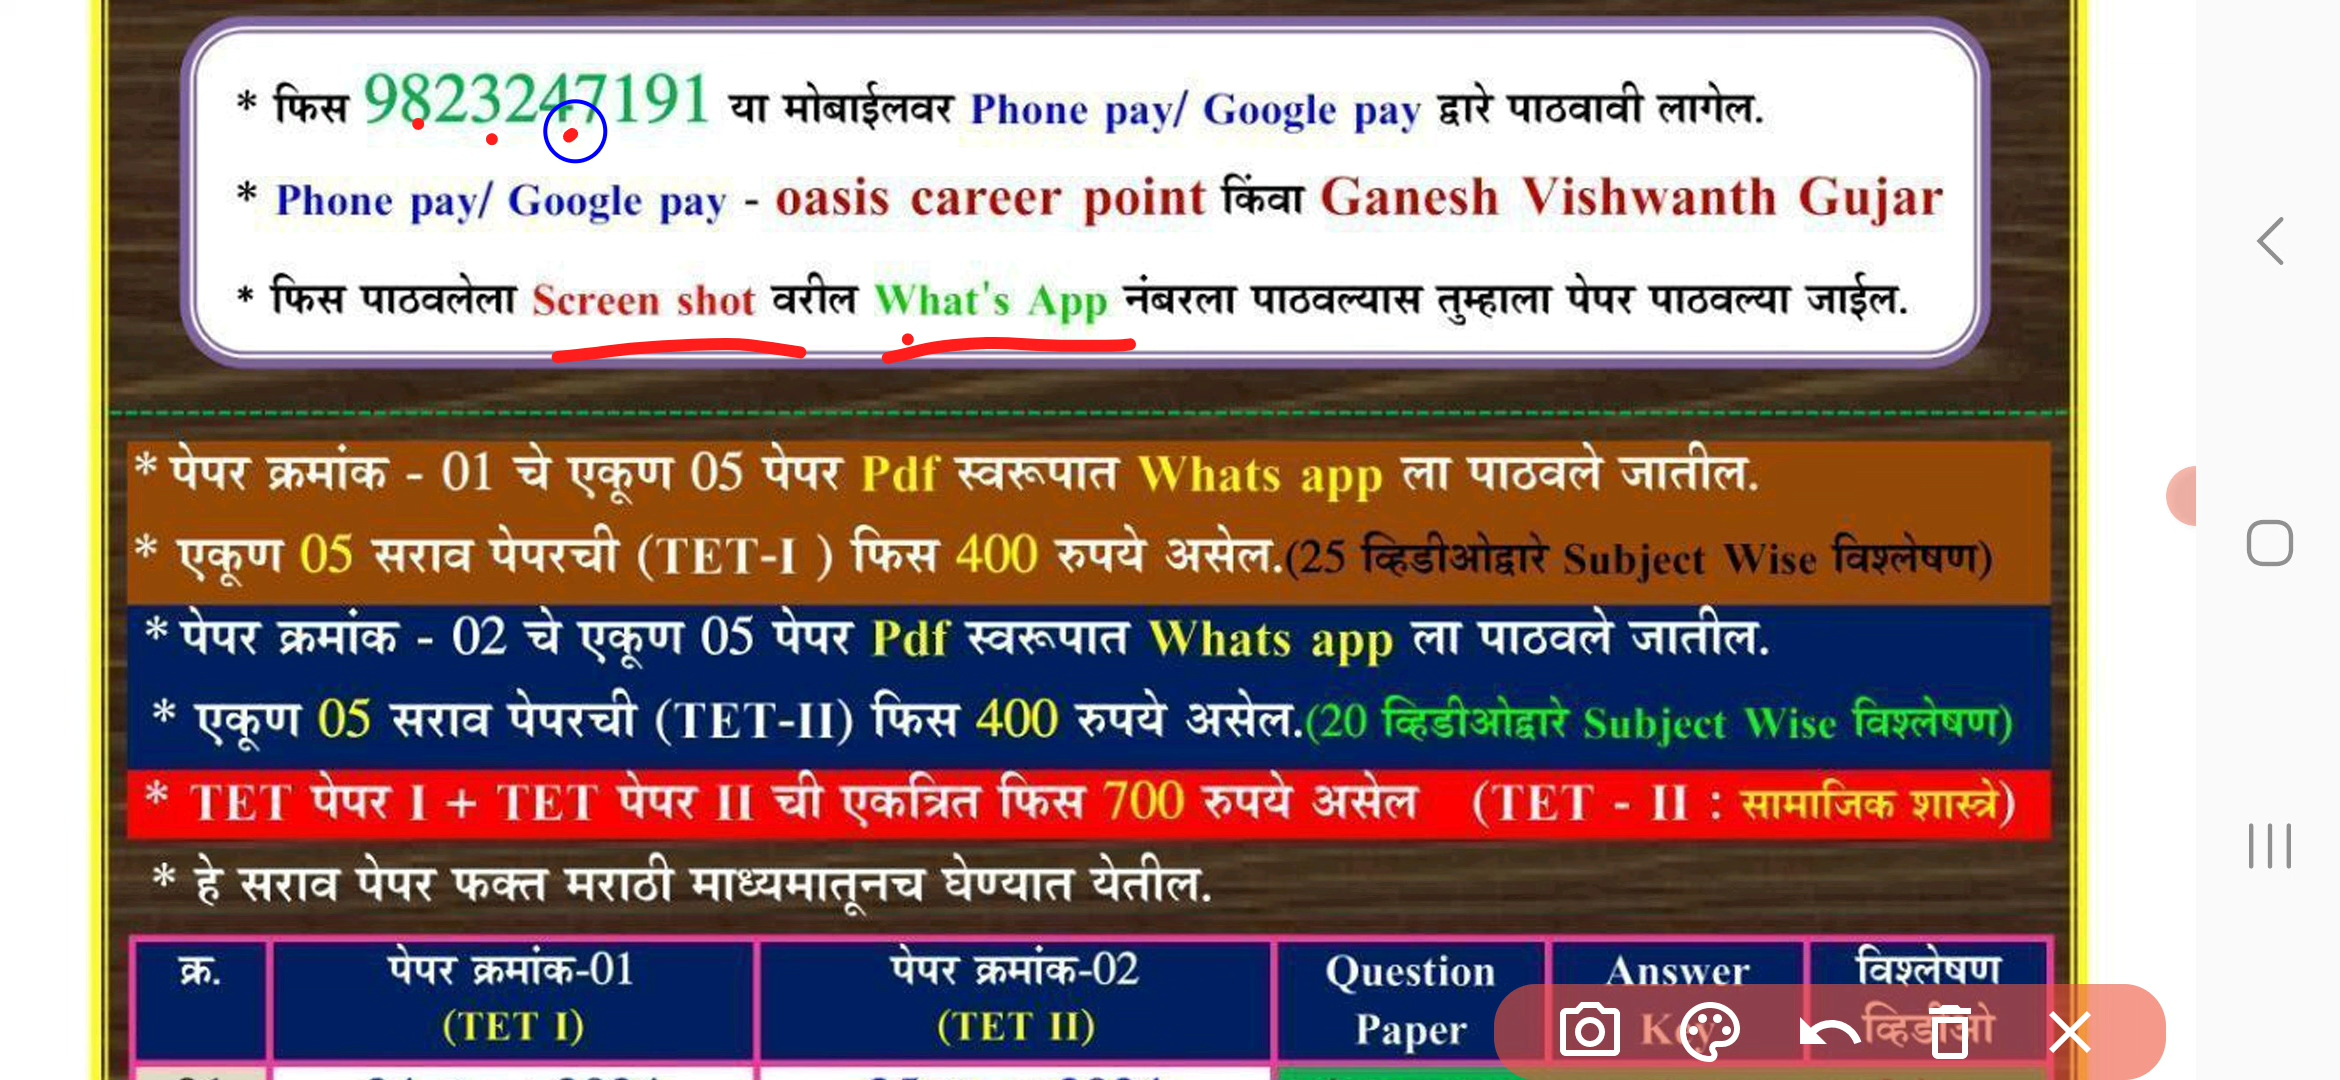 * फिस 9823247191 या मोबाईलवर Phone pay/ Google pay द्वारे पाठवावी लागेल.
* Phone pay/ Google pay - oasis career point किंवा Ganesh Vishwanth Gujar
* फिस पाठवलेला Screen shot वरील What's App नंबरला पाठवल्यास तुम्हाला पेपर पाठवल्या जाईल.
* पेपर क्रमांक - 01 चे एकूण 05 पेपर Pdf स्वरूपात Whats app ला पाठवले जातील.
* एकूण 05 सराव पेपरची (TET-I ) फिस 400 रुपये असेल.(25 व्हिडीओद्वारे Subject Wise विश्लेषण)
* पेपर क्रमांक - 02 चे एकूण 05 पेपर Pdf स्वरूपात Whats app ला पाठवले जातील.
* एकूण 05 सराव पेपरची (TET-II) फिस 400 रुपये असेल.(20 व्हिडीओद्वारे Subject Wise विश्लेषण)
* TET पेपर I + TET पेपर II ची एकत्रित फिस 700 रुपये असेल (TET - II : सामाजिक शास्त्रे)
* हे सराव पेपर फक्त मराठी माध्यमातूनच घेण्यात येतील.
क्र. पेपर क्रमांक-01 पेपर क्रमांक-02 Question Answer विश्लेषण
(TET I) (TET II) Paper Key व्हिडीओ